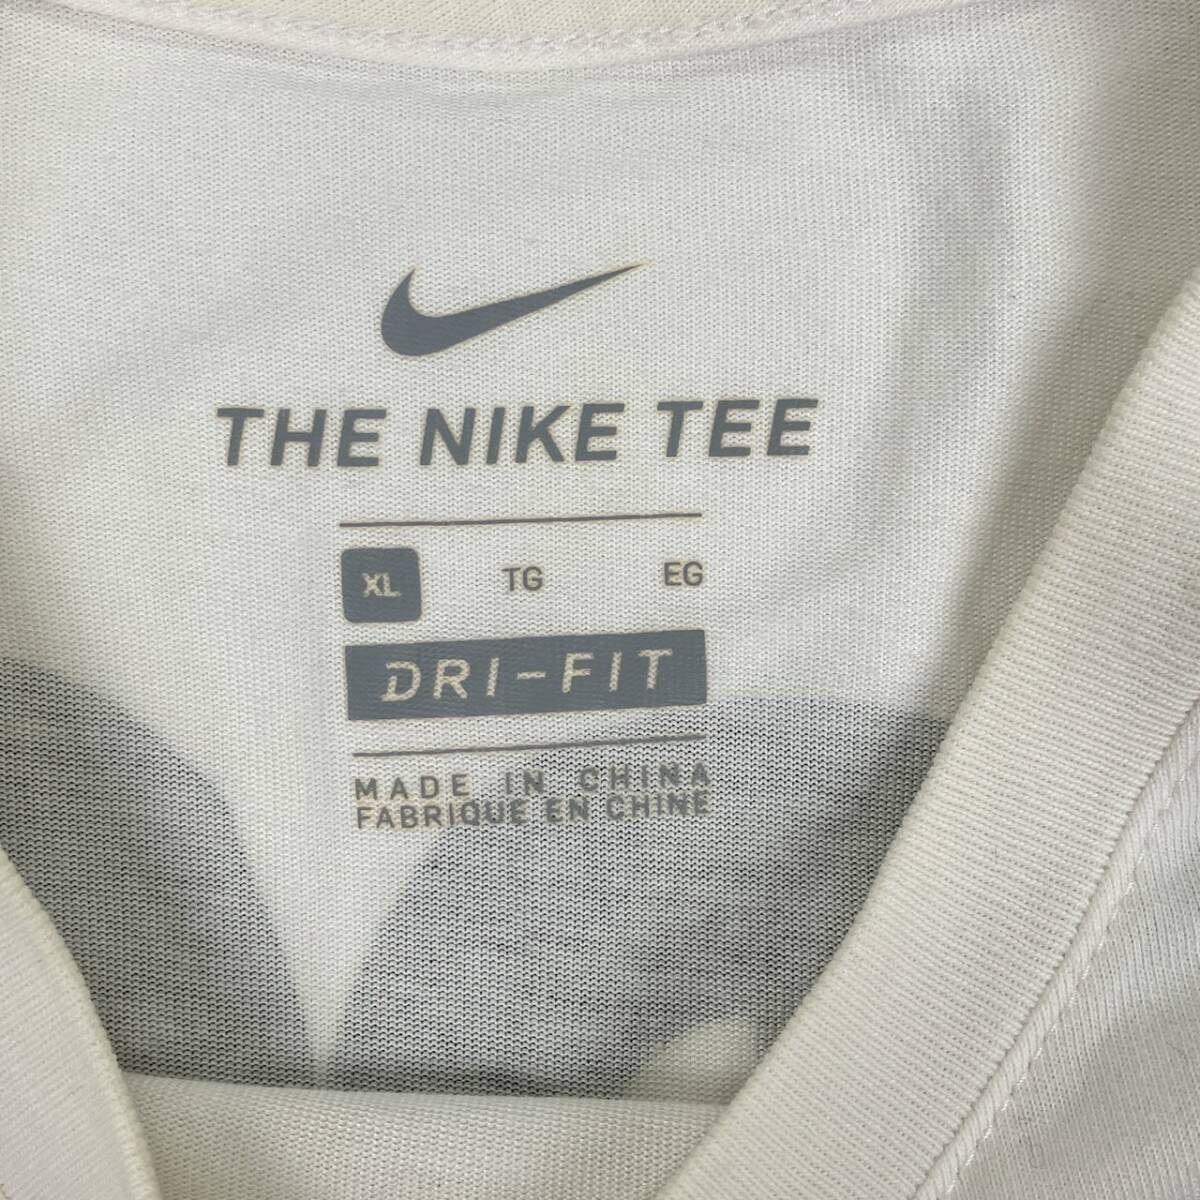 THE NIKE TEE
XL TG EG
DRI-FIT
MADE IN CHINA
FABRIQUE EN CHINE